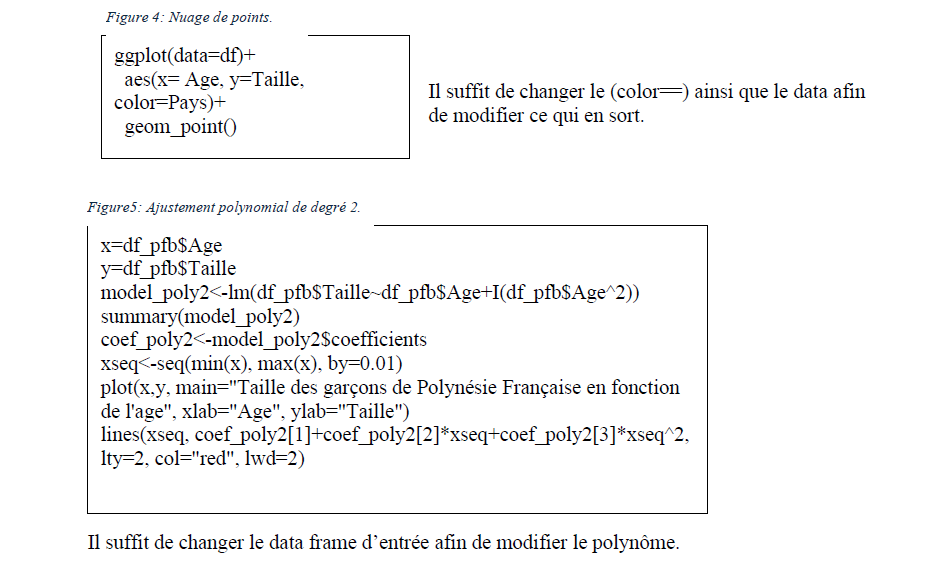 Figure 4: Nuage de points.
ggplot(data=df)+
aes(x= Age, y=Taille,
color=Pays)+
geom_point()
Il suffit de changer le (color==) ainsi que le data afin
de modifier ce qui en sort.
Figure5: Ajustement polynomial de degré 2.
x=df_pfb$Age
y=df_pfb$Taille
model_poly2<-lm(df_pfb$Taille~df_pfb$Age+I(df_pfb$Age^2))
summary(model_poly2)
coef_poly2<-model_poly2$coefficients
xseq<-seq(min(x), max(x), by=0.01)
plot(x,y, main="Taille des garçons de Polynésie Française en fonction
de l'age", xlab="Age", ylab="Taille")
lines(xseq, coef_poly2[1]+coef_poly2[2]*xseq+coef_poly2[3]*xseq^2,
lty=2, col="red", lwd=2)
Il suffit de changer le data frame d’entrée afin de modifier le polynôme.